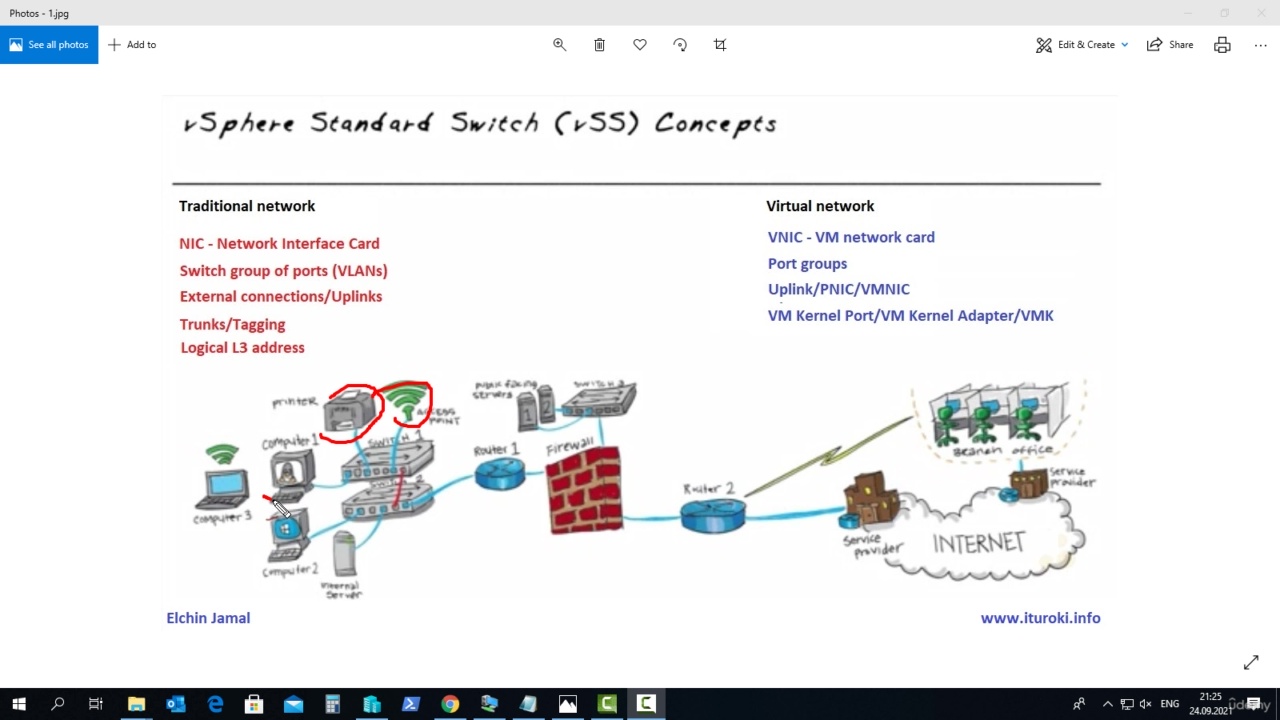 Photos - 1.jpg
See all photos
Add to
Edit & Create
Share
vSphere Standard Switch (vSS) Concepts
Traditional network
NIC - Network Interface Card
Switch group of ports (VLANs)
External connections/Uplinks
Trunks/Tagging
Logical L3 address
Virtual network
VNIC - VM network card
Port groups
Uplink/PNIC/VMNIC
VM Kernel Port/VM Kernel Adapter/VMK
Printer
Access
Point
Computer 1
Switch 1
Computer 3
Computer 2
Internal
Server
Router 1
Public facing
servers
1
2
Firewall
Router 2
Branch office
Service
provider
Service
provider
INTERNET
Elchin Jamal
www.ituroki.info
ENG
21:25
24.09.2021
Udemy